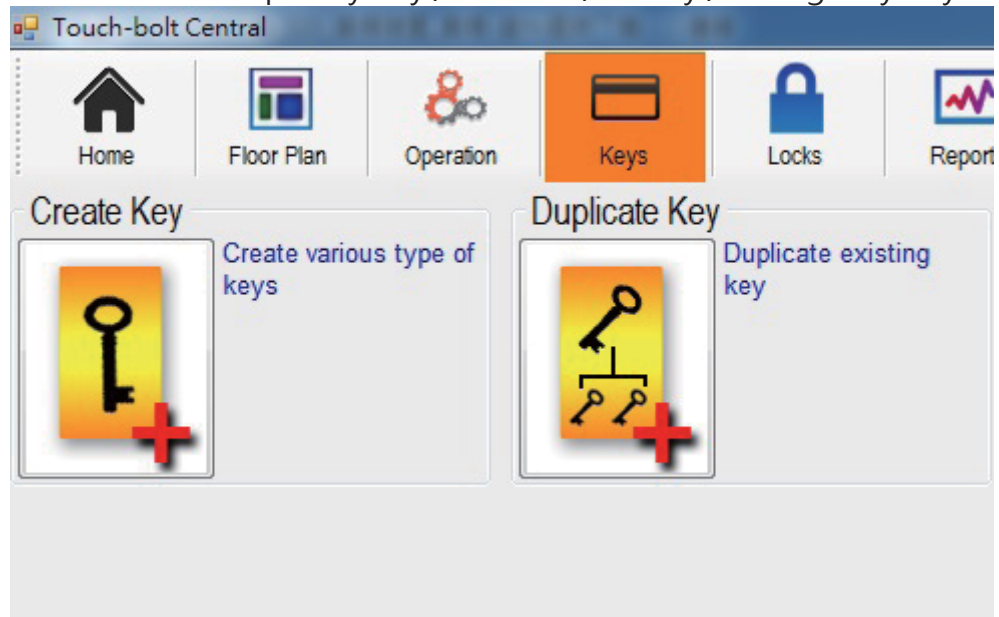 Touch-bolt Central
Home
Floor Plan
Operation
Keys
Locks
Report
Create Key
Create various type of
keys
Duplicate Key
Duplicate existing
key